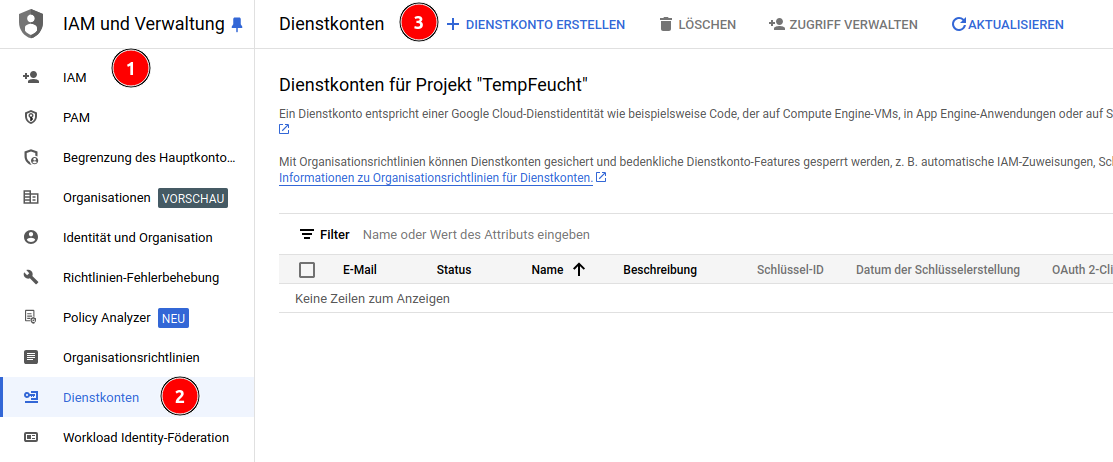 IAM und Verwaltung
1
IAM
PAM
Begrenzung des Hauptkonto...
Organisationen VORSCHAU
Identität und Organisation
Richtlinien-Fehlerbehebung
Policy Analyzer NEU
Organisationsrichtlinien
Dienstkonten 2
Workload Identity-Föderation
Dienstkonten 3 + DIENSTKONTO ERSTELLEN LÖSCHEN ZUGRIFF VERWALTEN AKTUALISIEREN
Dienstkonten für Projekt "TempFeucht"
Ein Dienstkonto entspricht einer Google Cloud-Dienstidentität wie beispielsweise Code, der auf Compute Engine-VMs, in App Engine-Anwendungen oder auf S
Mit Organisationsrichtlinien können Dienstkonten gesichert und bedenkliche Dienstkonto-Features gesperrt werden, z. B. automatische IAM-Zuweisungen, Sc
Informationen zu Organisationsrichtlinien für Dienstkonten.
Filter Name oder Wert des Attributs eingeben
E-Mail Status Name Beschreibung Schlüssel-ID Datum der Schlüsselerstellung OAuth 2-Cli
Keine Zeilen zum Anzeigen